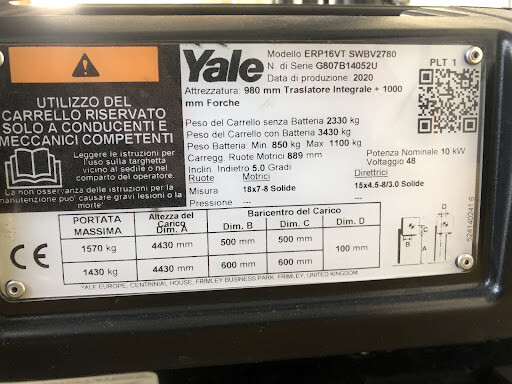 Yale
Modello ERP16VT SWBV2780
N. di Serie G807B14052U
Data di produzione: 2020
PLT 1
Attrezzatura: 980 mm Traslatore Integrale + 1000
mm Forche
UTILIZZO DEL
CARRELLO RISERVATO
SOLO A CONDUCENTI E
MECCANICI COMPETENTI
Leggere le istruzioni per
l'uso sulla targhetta
vicino al sedile o nel
comparto del operatore.
La non osservanza delle istruzioni per la
manutenzione puo' causare gravi lesioni o la
morte
Peso del Carrello senza Batteria 2330 kg
Peso del Carrello con Batteria 3430 kg
Peso Batteria: Min 850 kg Max 1100 kg
Carregg. Ruote Motrici 889 mm
Inclin. Indietro 5.0 Gradi
Potenza Nominale 10 kW
Voltaggio 48
Ruote Motrici Direttrici
Misura 18x7-8 Solide 15x4.5-8/3.0 Solide
Pressione --- ---
PORTATA MASSIMA
Altezza del Carico Dim. A
Baricentro del Carico
Dim. B Dim. C Dim. D
1570 kg 4430 mm 500 mm 500 mm 100 mm
1430 kg 4430 mm 600 mm 600 mm
CE
D
B
C
A
YALE EUROPE, CENTENNIAL HOUSE, FRIMLEY BUSINESS PARK, FRIMLEY, UNITED KINGDOM